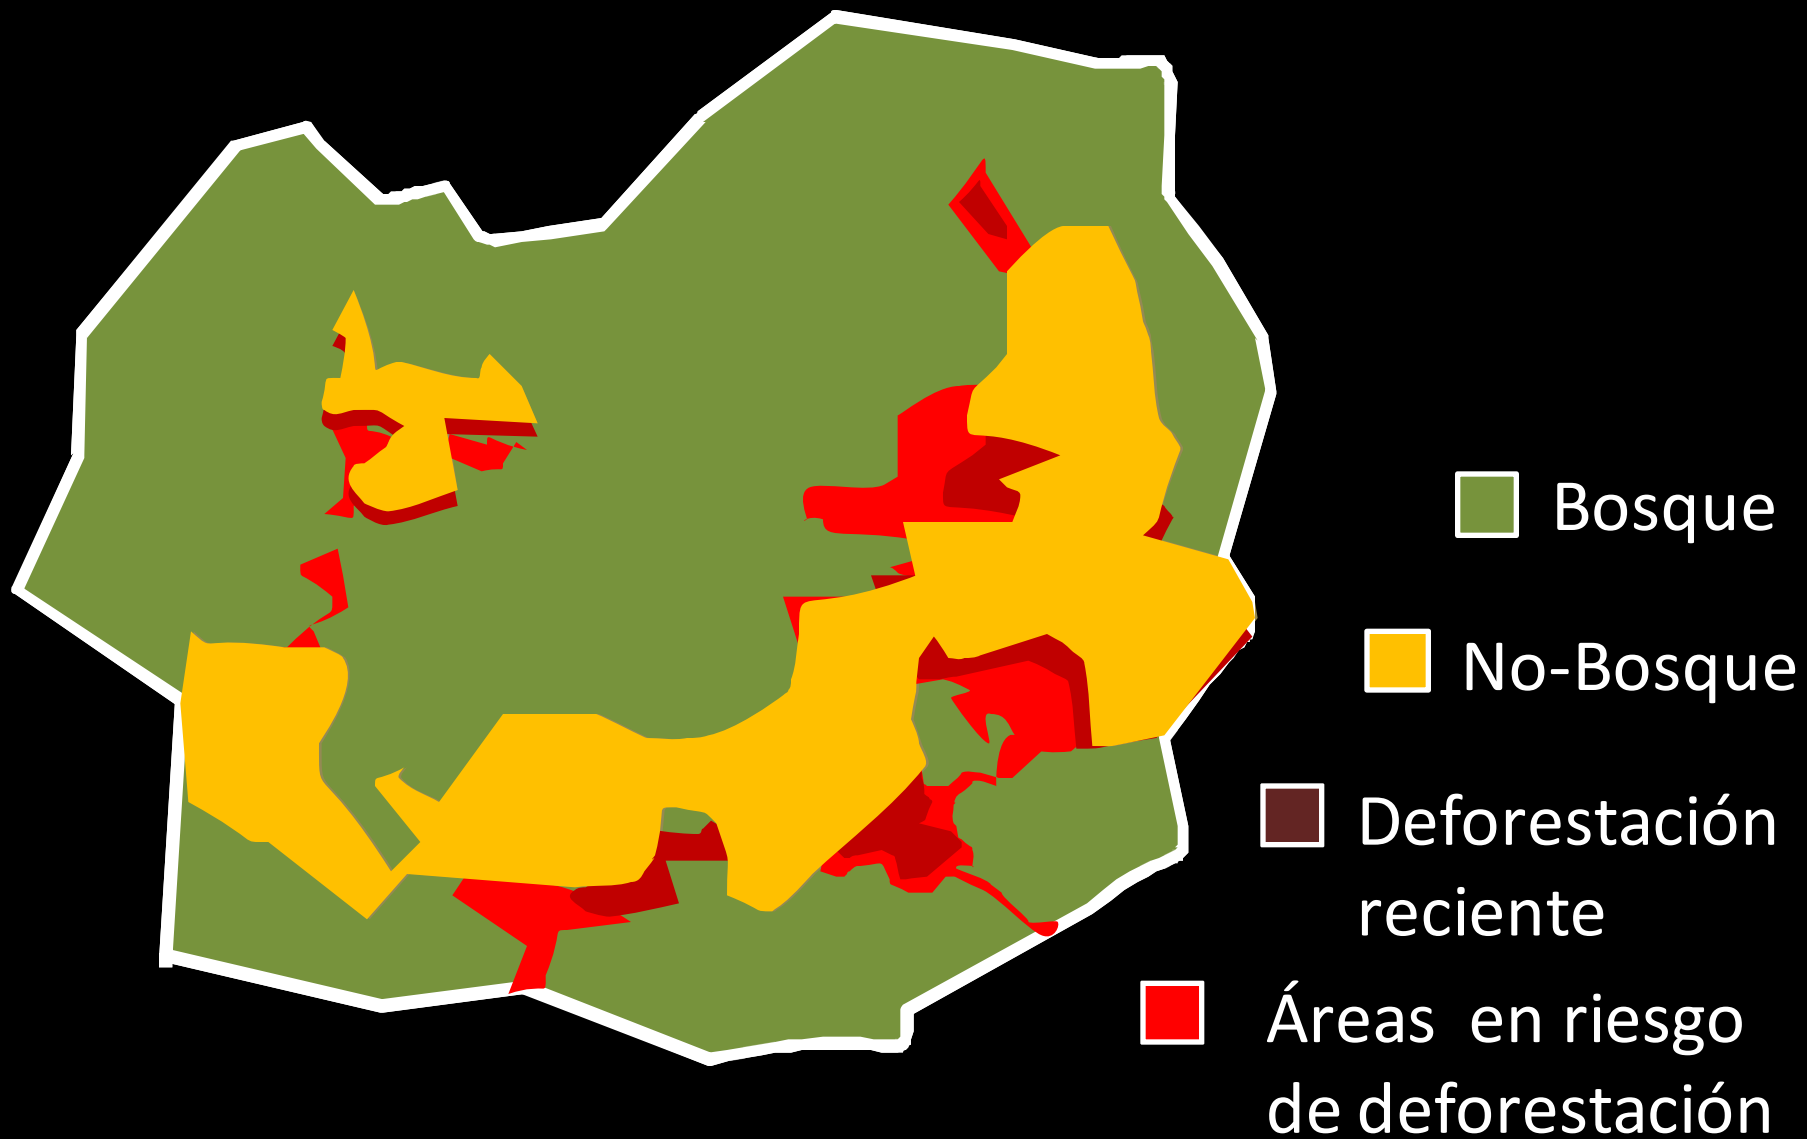 Bosque
No-Bosque
Deforestación
reciente
Áreas en riesgo
de deforestación